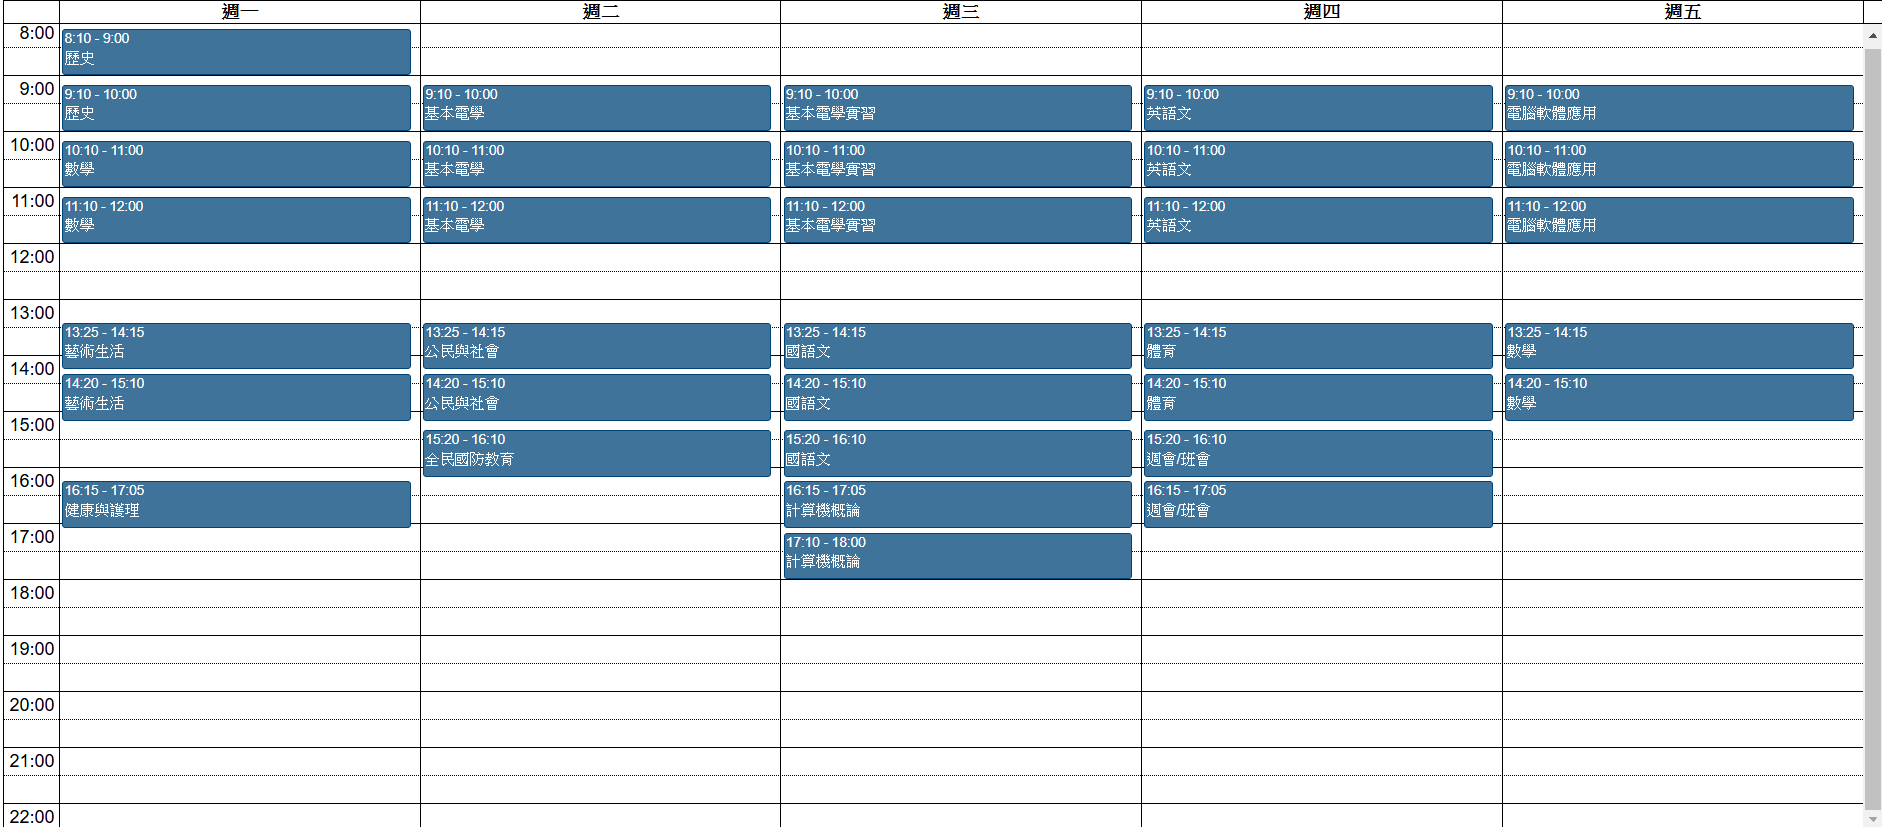 週一 週二 週三 週四 週五
8:00
8:10 - 9:00
歷史
9:00
9:10 - 10:00 9:10 - 10:00 9:10 - 10:00 9:10 - 10:00 9:10 - 10:00
歷史 基本電學 基本電學實習 英語文 電腦軟體應用
10:00
10:10 - 11:00 10:10 - 11:00 10:10 - 11:00 10:10 - 11:00 10:10 - 11:00
數學 基本電學 基本電學實習 英語文 電腦軟體應用
11:00
11:10 - 12:00 11:10 - 12:00 11:10 - 12:00 11:10 - 12:00 11:10 - 12:00
數學 基本電學 基本電學實習 英語文 電腦軟體應用
12:00
13:00
13:25 - 14:15 13:25 - 14:15 13:25 - 14:15 13:25 - 14:15 13:25 - 14:15
藝術生活 公民與社會 國語文 體育 數學
14:00
14:20 - 15:10 14:20 - 15:10 14:20 - 15:10 14:20 - 15:10 14:20 - 15:10
藝術生活 公民與社會 國語文 體育 數學
15:00
15:20 - 16:10 15:20 - 16:10 15:20 - 16:10
全民國防教育 國語文 週會/班會
16:00
16:15 - 17:05 16:15 - 17:05 16:15 - 17:05
健康與護理 計算機概論 週會/班會
17:00
17:10 - 18:00
計算機概論
18:00
19:00
20:00
21:00
22:00